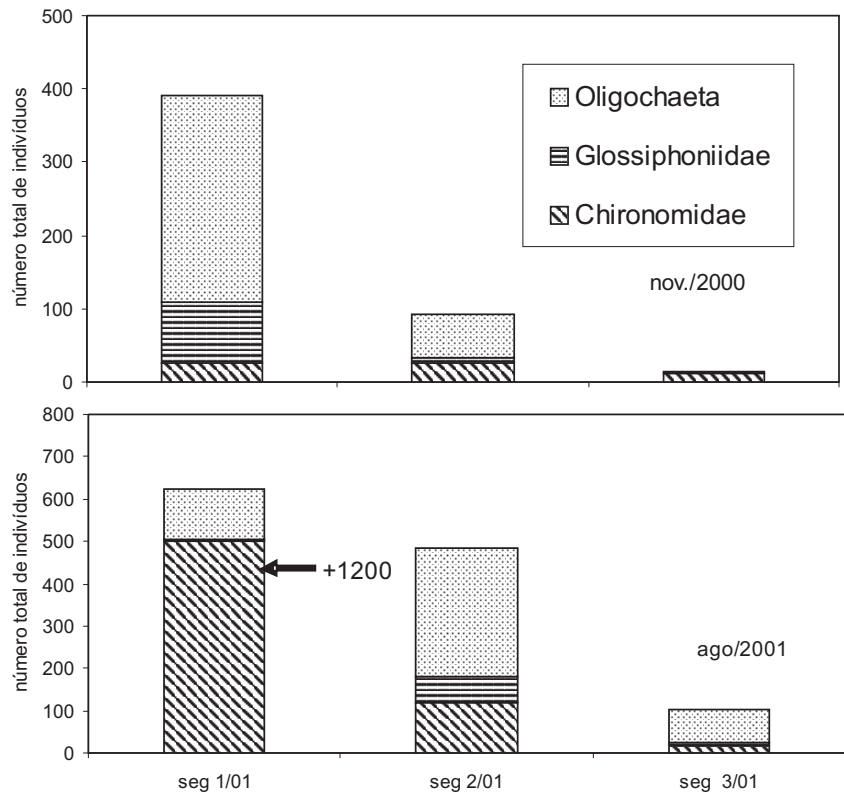 número total de indivíduos
500
400
300
200
100
0
Oligochaeta
Glossiphoniidae
Chironomidae
nov./2000
número total de indivíduos
800
700
600
500
400
300
200
100
0
+1200
ago/2001
seg 1/01 seg 2/01 seg 3/01